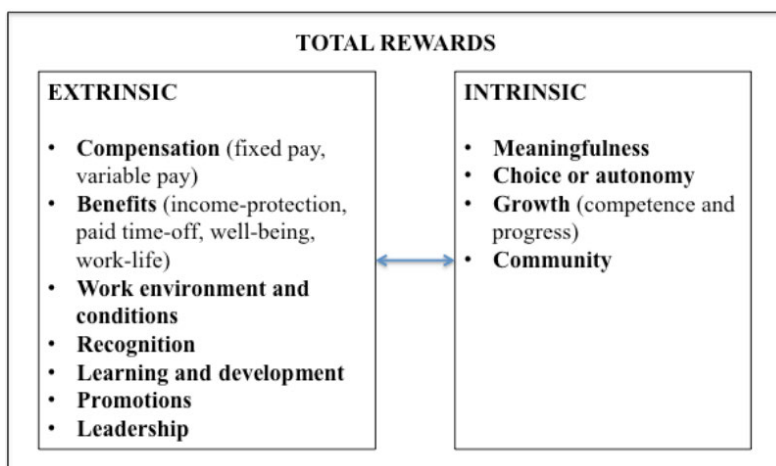 TOTAL REWARDS
EXTRINSIC
• Compensation (fixed pay,
variable pay)
• Benefits (income-protection,
paid time-off, well-being,
work-life)
• Work environment and
conditions
• Recognition
• Learning and development
• Promotions
• Leadership
INTRINSIC
• Meaningfulness
• Choice or autonomy
• Growth (competence and
progress)
• Community